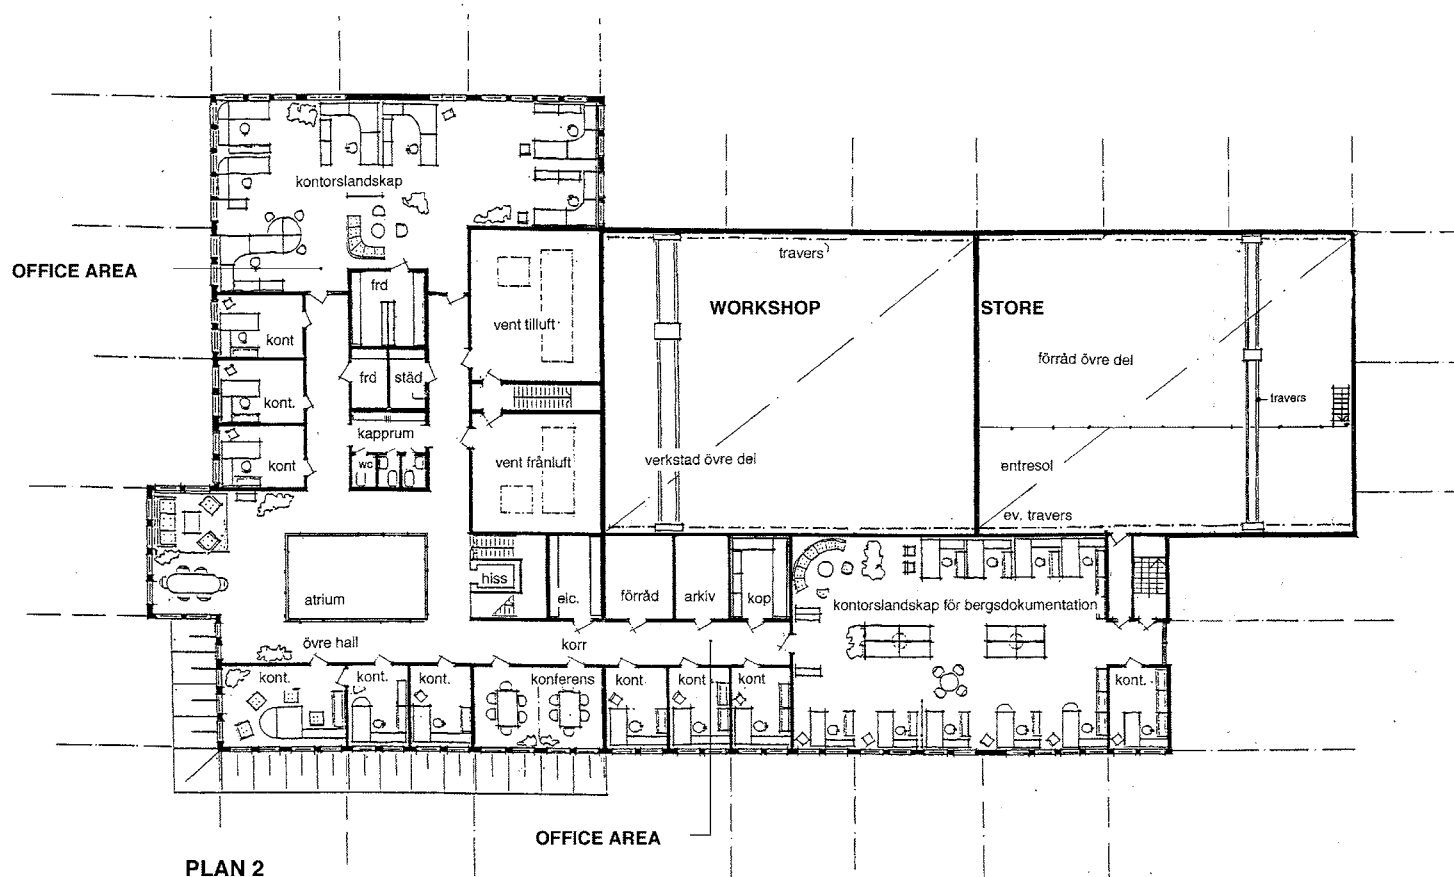 kontorslandskap
OFFICE AREA
frd
travers
WORKSHOP
STORE
vent tilluft
kont
förråd övre del
frd
städ
kont.
travers
kapprum
wc
kont
vent frånluft
verkstad övre del
entresol
ev. travers
hiss
elc.
förråd
arkiv
kop
atrium
kontorslandskap för bergsdokumentation
övre hall
korr
kont.
kont.
kont.
konferens
kont
kont
kont
kont.
OFFICE AREA
PLAN 2